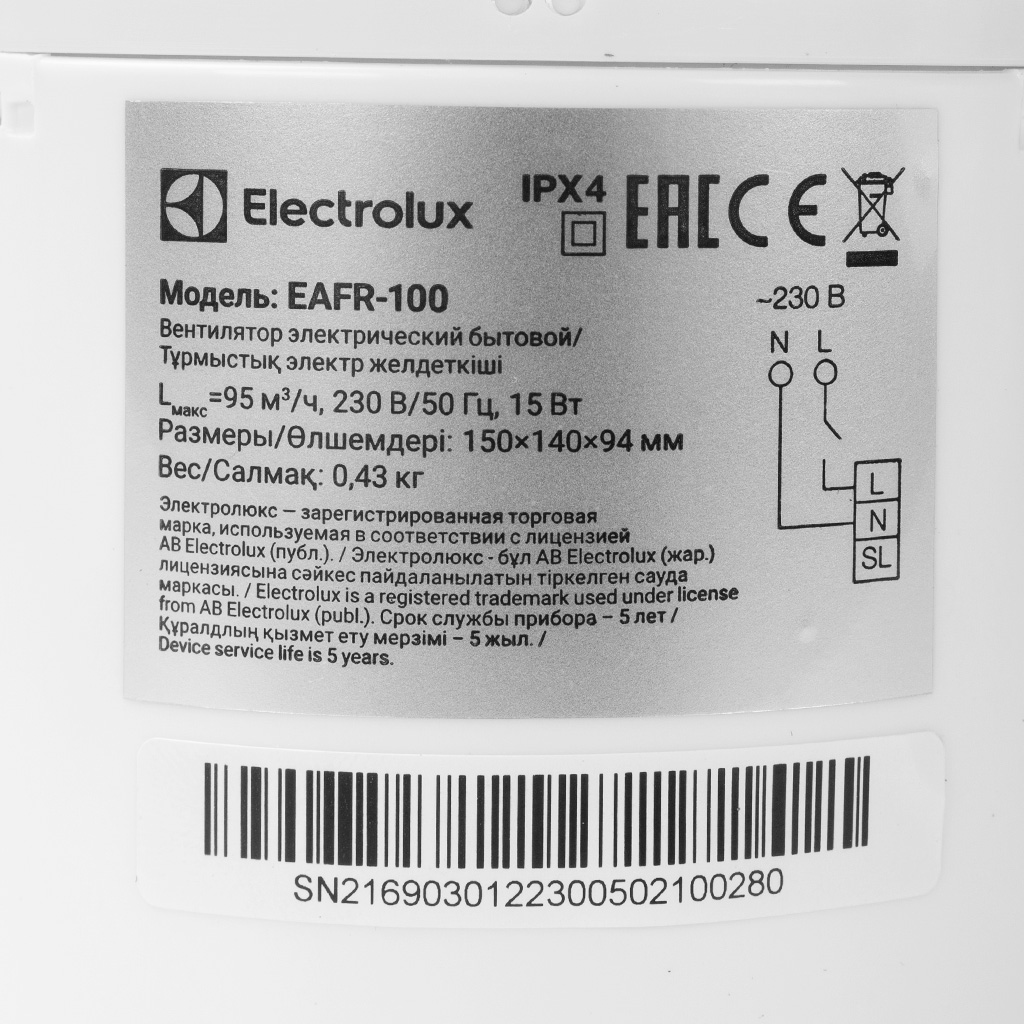 Electrolux
IPX4
EAC CE
Модель: EAFR-100
Вентилятор электрический бытовой/
Тұрмыстық электр желдеткіші
Lмакс=95 м³/ч, 230 В/50 Гц, 15 Вт
Размеры/Өлшемдері: 150×140×94 мм
Вес/Салмақ: 0,43 кг
Электролюкс – зарегистрированная торговая
марка, используемая в соответствии с лицензией
AB Electrolux (публ.). / Электролюкс - бұл AB Electrolux (жар.)
лицензиясына сәйкес пайдаланылатын тіркелген сауда
маркасы. / Electrolux is a registered trademark used under license
from AB Electrolux (publ.). Срок службы прибора – 5 лет /
Құралдлың қызмет ету мерзімі – 5 жыл. /
Device service life is 5 years.
~230 В
N L
L
N
SL
SN2169030122300502100280